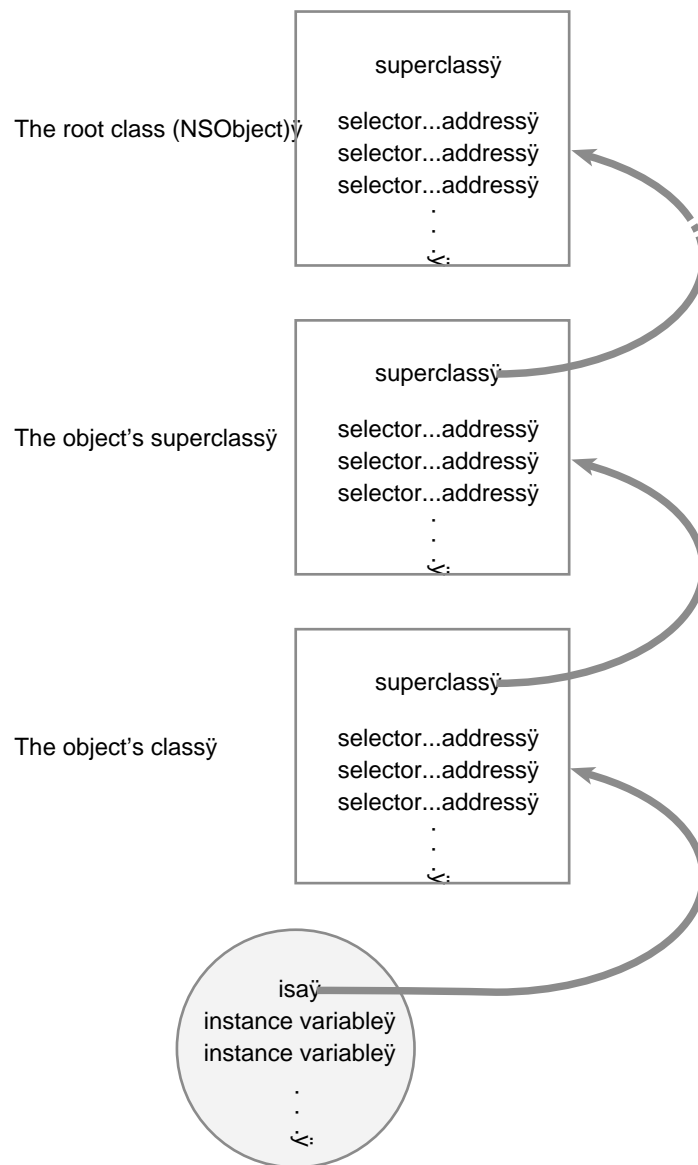 superclassÿ
The root class (NSObject)ÿ
selector...addressÿ
selector...addressÿ
selector...addressÿ
.
.
.ÿ
superclassÿ
The object's superclassÿ
selector...addressÿ
selector...addressÿ
selector...addressÿ
.
.
.ÿ
superclassÿ
The object's classÿ
selector...addressÿ
selector...addressÿ
selector...addressÿ
.
.
.ÿ
isaÿ
instance variableÿ
instance variableÿ
.
.
.ÿ